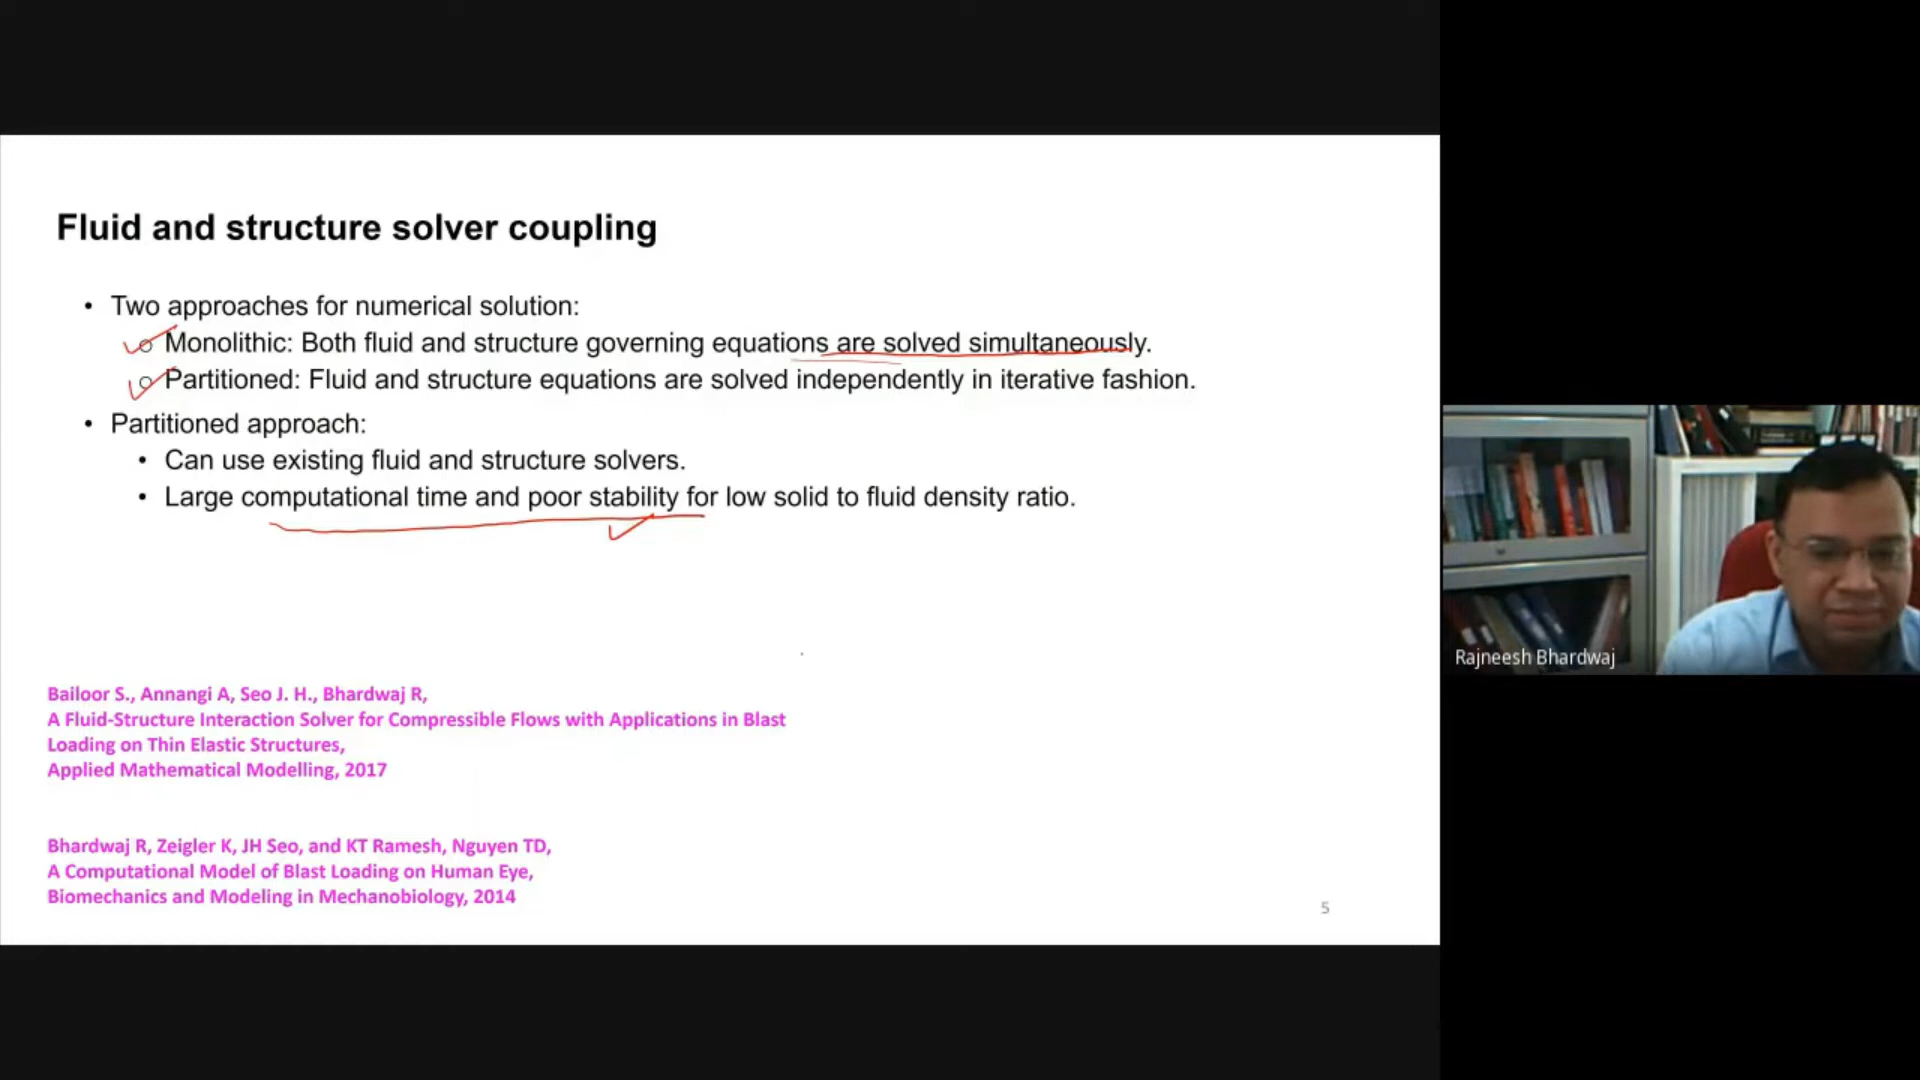 Fluid and structure solver coupling
• Two approaches for numerical solution:
○ Monolithic: Both fluid and structure governing equations are solved simultaneously.
○ Partitioned: Fluid and structure equations are solved independently in iterative fashion.
• Partitioned approach:
• Can use existing fluid and structure solvers.
• Large computational time and poor stability for low solid to fluid density ratio.
Bailoor S., Annangi A, Seo J. H., Bhardwaj R,
A Fluid-Structure Interaction Solver for Compressible Flows with Applications in Blast
Loading on Thin Elastic Structures,
Applied Mathematical Modelling, 2017
Bhardwaj R, Zeigler K, JH Seo, and KT Ramesh, Nguyen TD,
A Computational Model of Blast Loading on Human Eye,
Biomechanics and Modeling in Mechanobiology, 2014
5
Rajneesh Bhardwaj